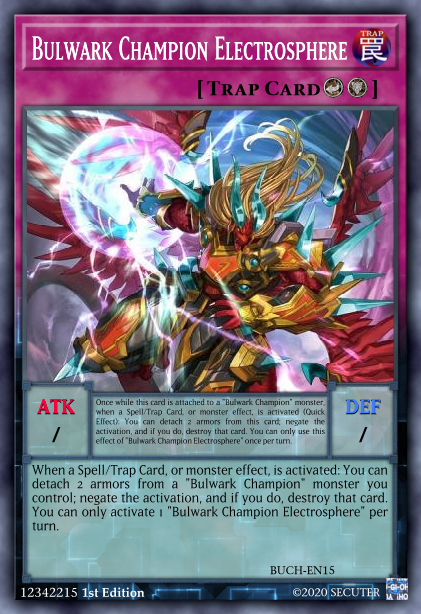 BULWARK CHAMPION ELECTROSPHERE
TRAP
罠
[TRAP CARD]
ATK
/
Once while this card is attached to a "Bulwark Champion" monster,
when a Spell/Trap Card, or monster effect, is activated (Quick
Effect): You can detach 2 armors from this card; negate the
activation, and if you do, destroy that card. You can only use this
effect of "Bulwark Champion Electrosphere" once per turn.
DEF
/
When a Spell/Trap Card, or monster effect, is activated: You can
detach 2 armors from a "Bulwark Champion" monster you
control; negate the activation, and if you do, destroy that card.
You can only activate 1 "Bulwark Champion Electrosphere" per
turn.
BUCH-EN15
12342215 1st Edition
©2020 SECUTER